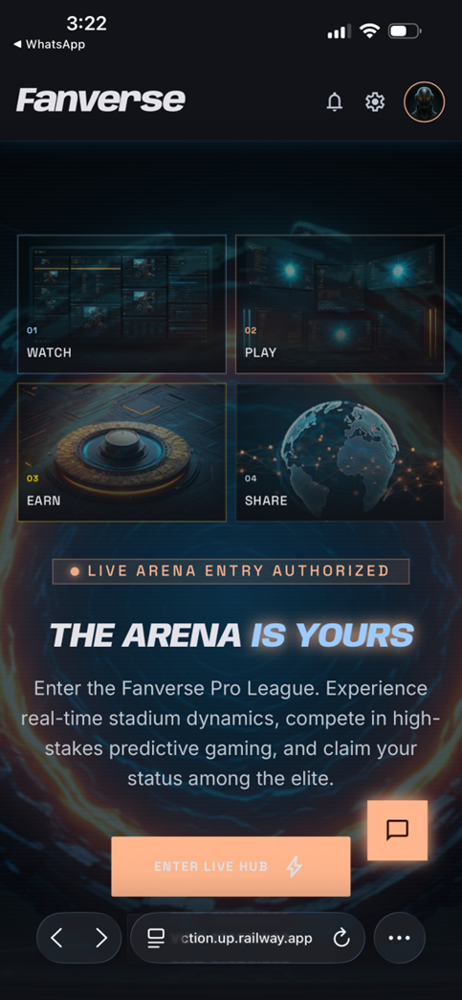 3:22
WhatsApp
Fanverse
01
WATCH
02
PLAY
03
EARN
04
SHARE
LIVE ARENA ENTRY AUTHORIZED
THE ARENA IS YOURS
Enter the Fanverse Pro League. Experience
real-time stadium dynamics, compete in high-
stakes predictive gaming, and claim your
status among the elite.
ENTER LIVE HUB
ction.up.railway.app